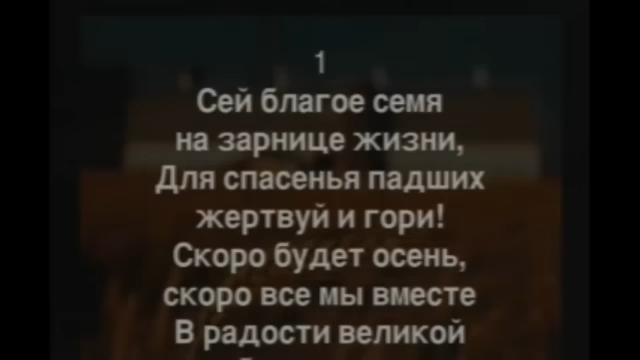 1
Сей благое семя
на зарнице жизни,
Для спасенья падших
жертвуй и гори!
Скоро будет осень,
скоро все мы вместе
В радости великой